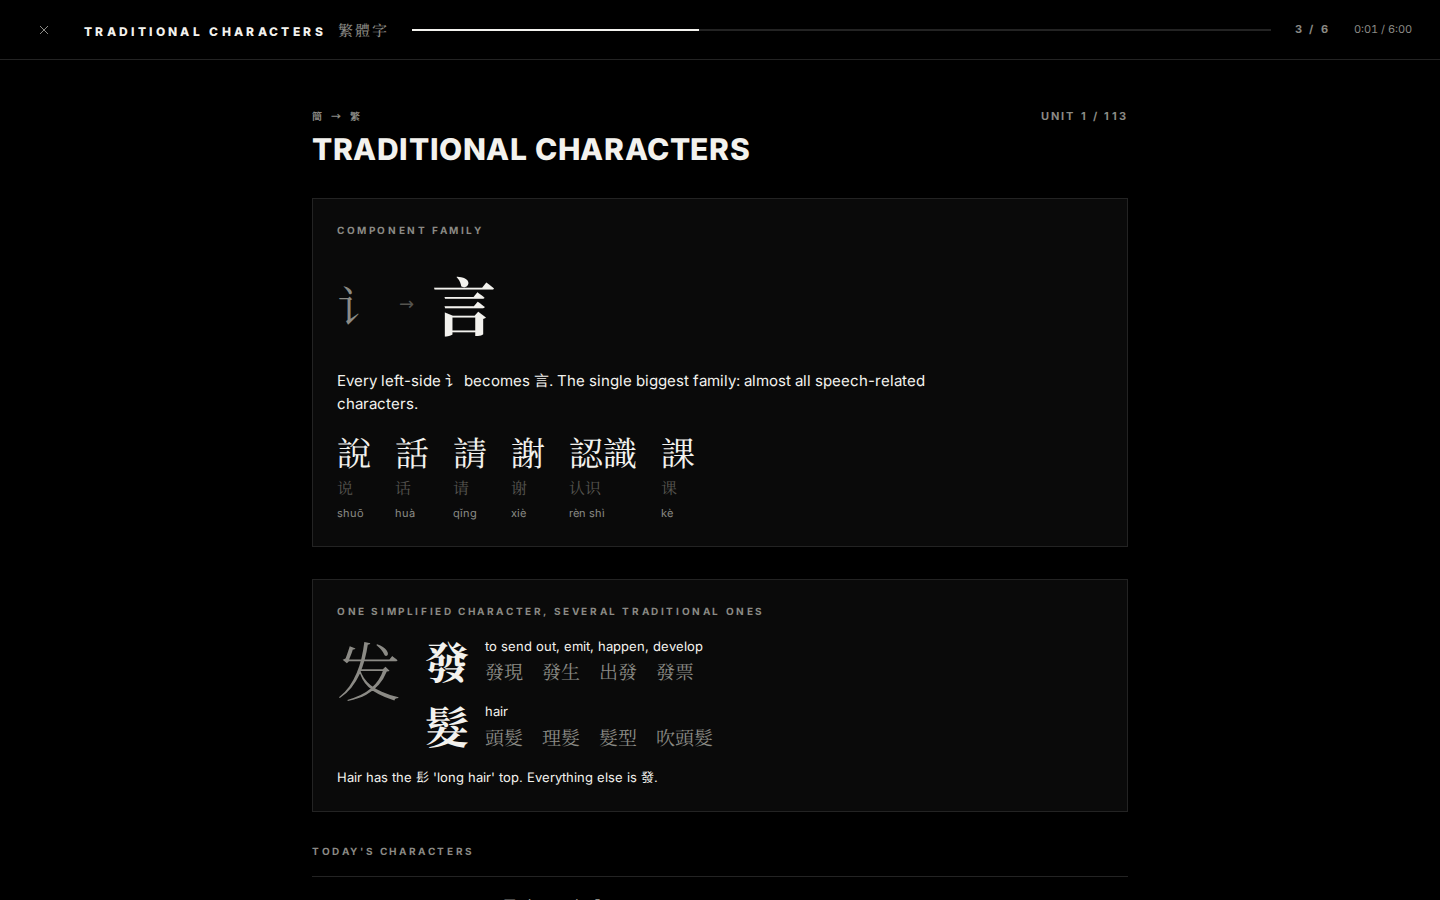 × TRADITIONAL CHARACTERS 繁體字 3 / 6 0:01 / 6:00
簡 → 繁 UNIT 1 / 113
TRADITIONAL CHARACTERS
COMPONENT FAMILY
讠 → 言
Every left-side 讠 becomes 言. The single biggest family: almost all speech-related
characters.
說 話 請 謝 認識 課
说 话 请 谢 认识 课
shuō huà qǐng xiè rèn shì kè
ONE SIMPLIFIED CHARACTER, SEVERAL TRADITIONAL ONES
发 發 to send out, emit, happen, develop
發現 發生 出發 發票
髮 hair
頭髮 理髮 髮型 吹頭髮
Hair has the 髟 'long hair' top. Everything else is 發.
TODAY'S CHARACTERS